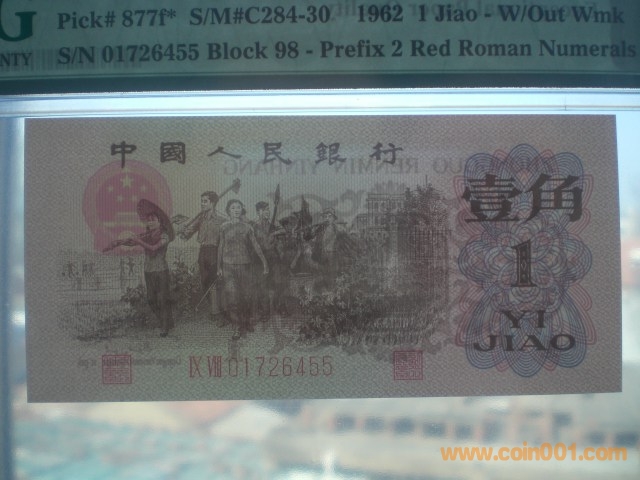 G Pick# 877f* S/M#C284-30 1962 1 Jiao - W/Out Wmk
NTY S/N 01726455 Block 98 - Prefix 2 Red Roman Numerals
中國人民銀行
壹角
1
YI
JIAO
IX VIII 01726455
www.coin001.com